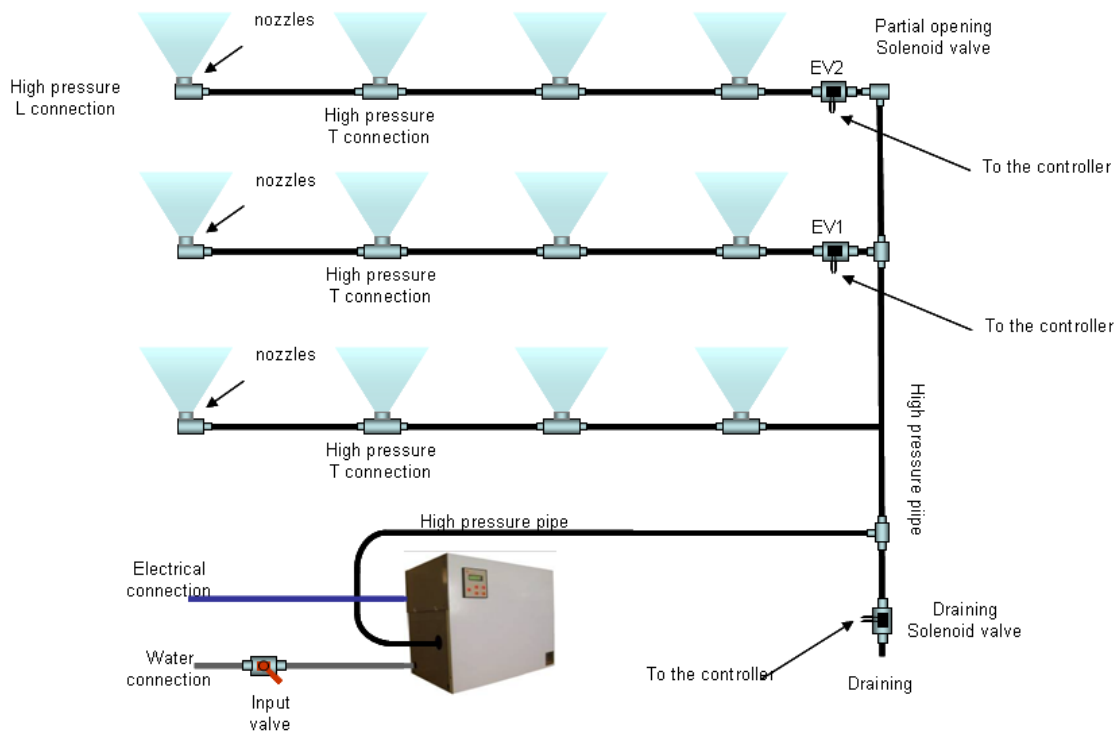 nozzles
Partial opening
Solenoid valve
High pressure
L connection
EV2
High pressure
T connection
To the controller
nozzles
EV1
High pressure
T connection
To the controller
nozzles
High pressure
T connection
High pressure piipe
High pressure pipe
Electrical
connection
Draining
Solenoid valve
Water
connection
To the controller
Draining
Input
valve